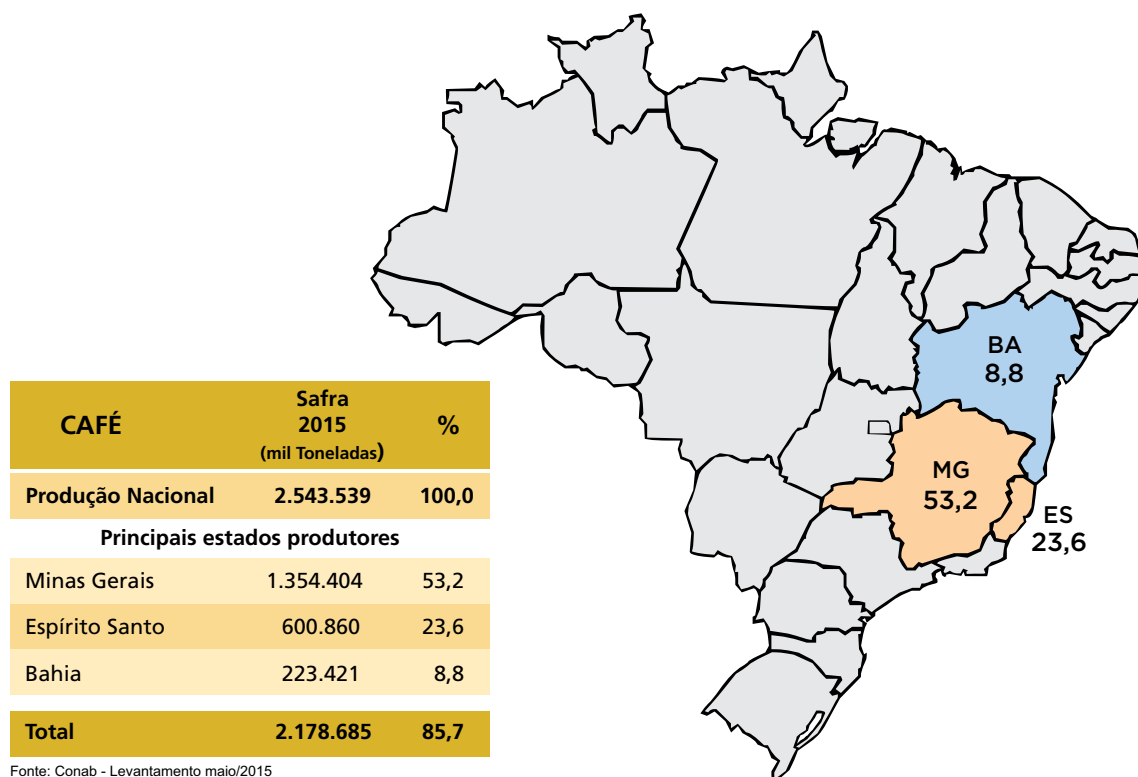 CAFÉ
Safra
2015
(mil Toneladas)
%
Produção Nacional 2.543.539 100,0
Principais estados produtores
Minas Gerais 1.354.404 53,2
Espírito Santo 600.860 23,6
Bahia 223.421 8,8
Total 2.178.685 85,7
Fonte: Conab - Levantamento maio/2015
BA
8,8
MG
53,2
ES
23,6